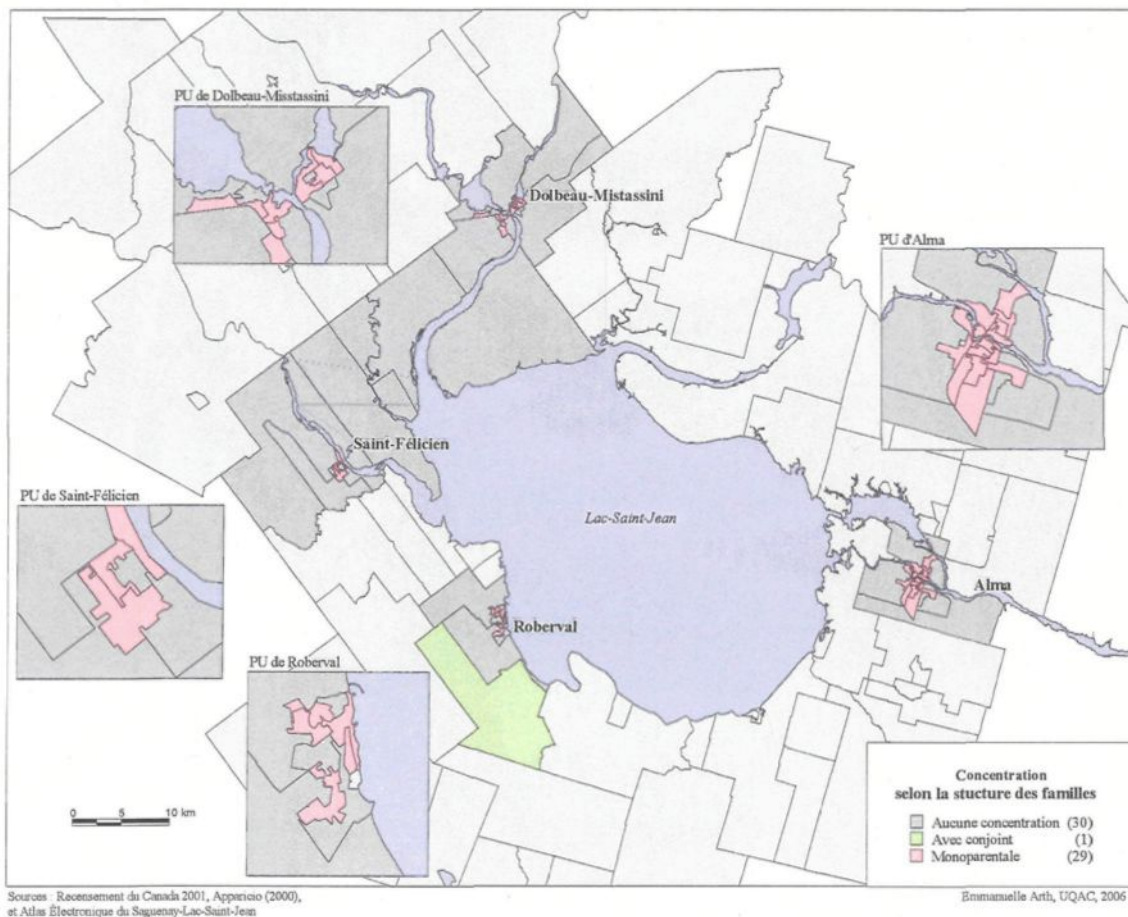 PU de Dolbeau-Misstassini
Dolbeau-Mistassini
PU d'Alma
Saint-Félicien
PU de Saint-Félicien
Lac-Saint-Jean
Alma
Roberval
PU de Roberval
0 5 10 km
Concentration
selon la stucture des familles
Aucune concentration (30)
Avec conjoint (1)
Monoparentale (29)
Sources : Recensement du Canada 2001, Apparicio (2000),
et Atlas Électronique du Saguenay-Lac-Saint-Jean
Emmanuelle Arth, UQAC, 2006